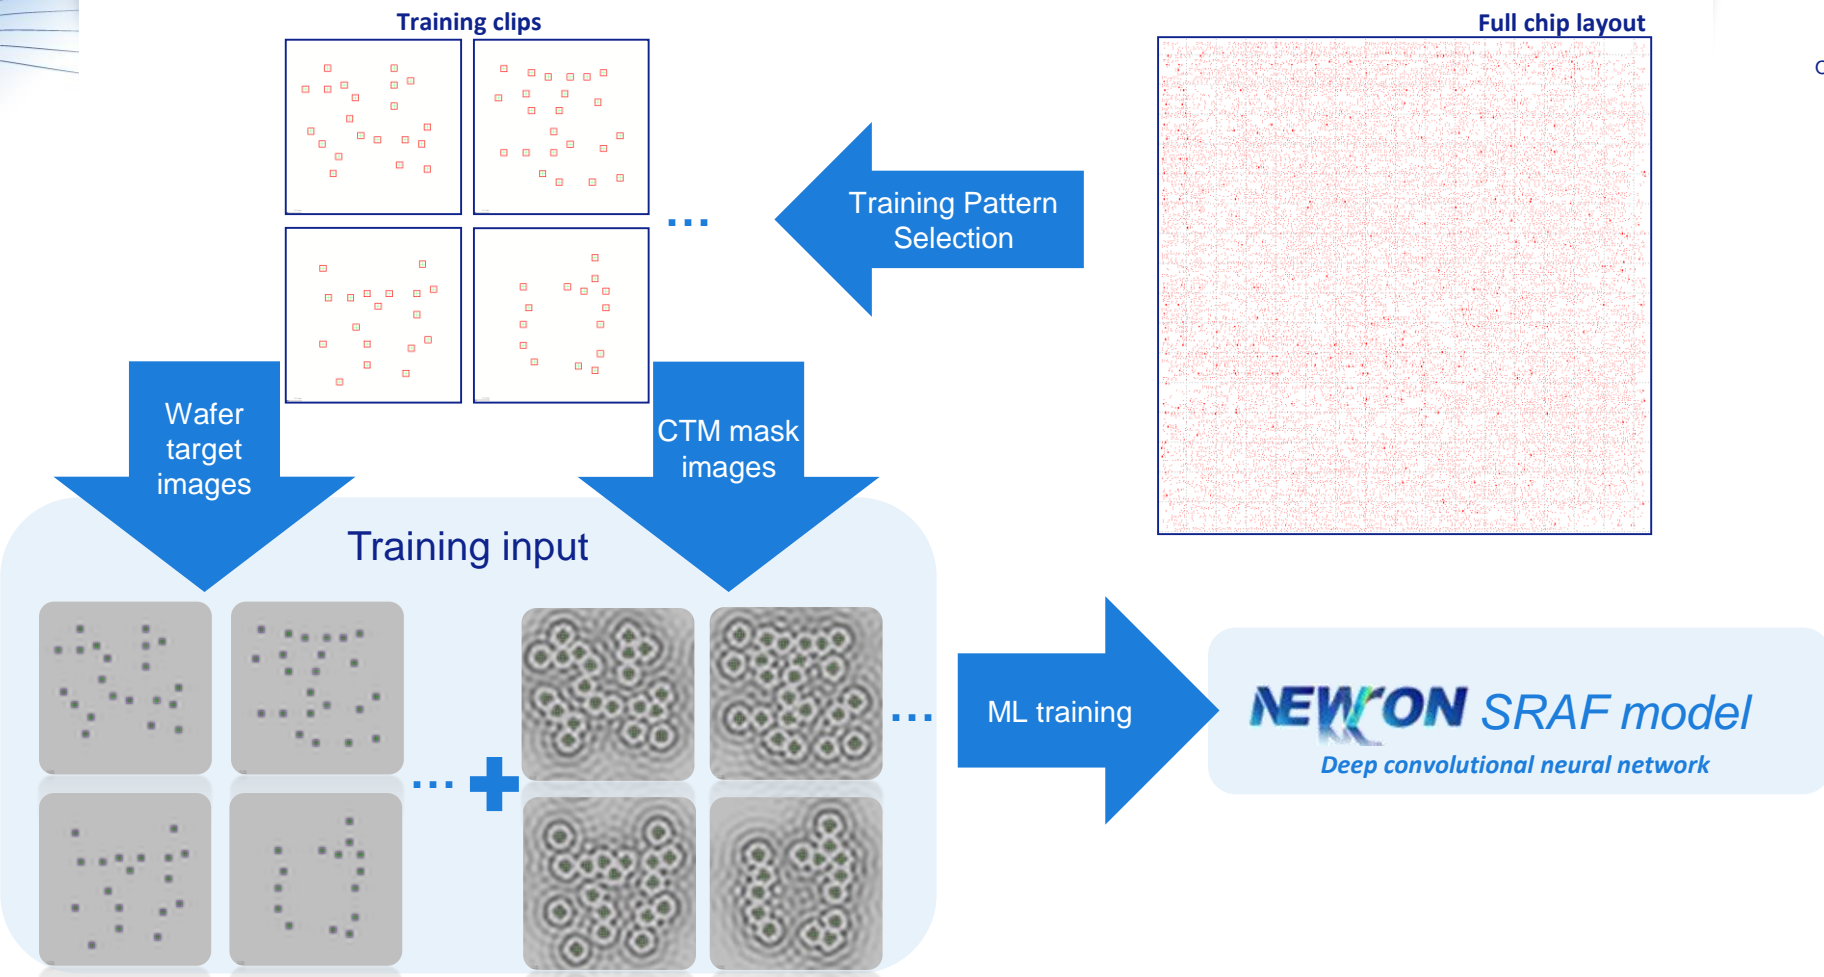 Training clips
Full chip layout
Training Pattern
Selection
...
Wafer
target
images
CTM mask
images
Training input
...
...
ML training
NEWRON SRAF model
Deep convolutional neural network